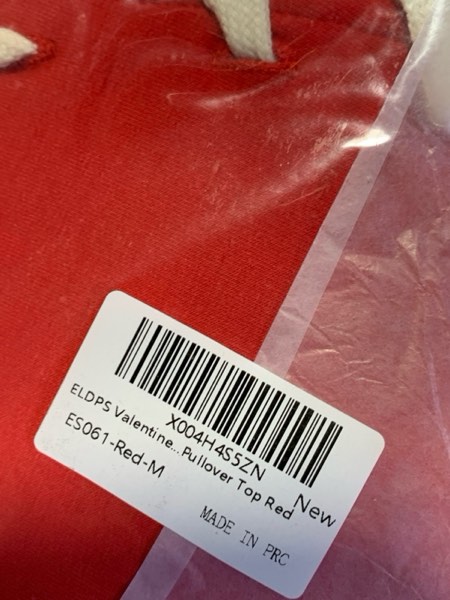 X004H4S5ZN
ELDPS Valentine...Pullover Top Red
New
ES061-Red-M
MADE IN PRC